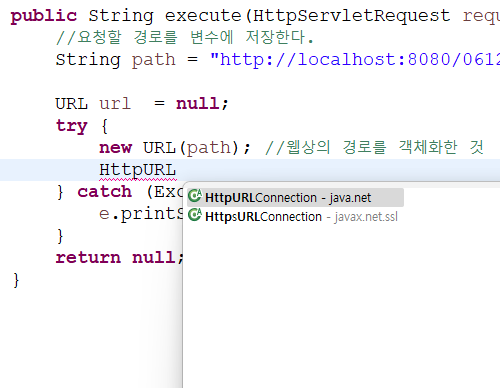 public String execute(HttpServletRequest requ
//요청할 경로를 변수에 저장한다.
String path = "http://localhost:8080/0612
URL url  = null;
try {
new URL(path); //웹상의 경로를 객체화한 것
HttpURL
} catch (Exc
HttpURLConnection - java.net
e.printS
HttpsURLConnection - javax.net.ssl
}
return null;
}